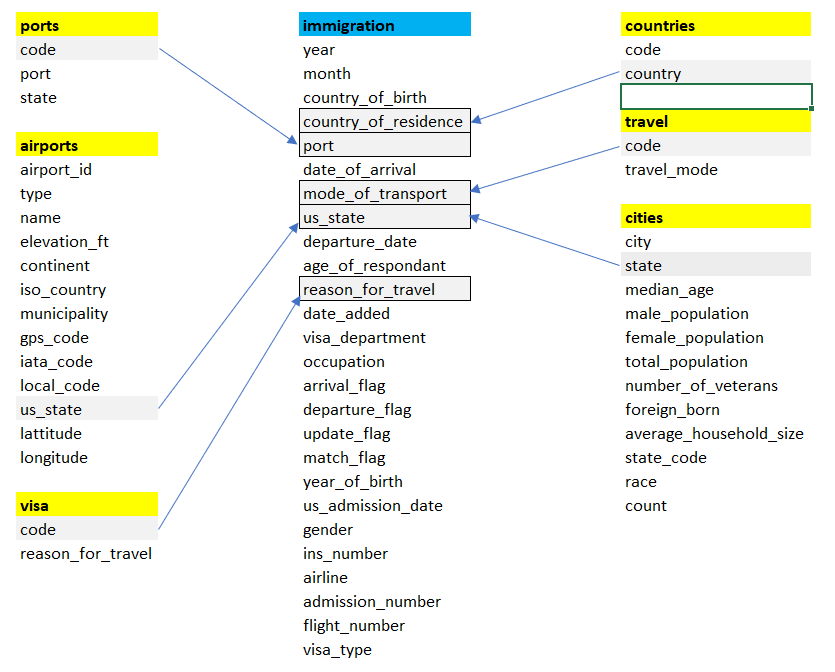 ports
code
port
state
airports
airport_id
type
name
elevation_ft
continent
iso_country
municipality
gps_code
iata_code
local_code
us_state
lattitude
longitude
visa
code
reason_for_travel
immigration
year
month
country_of_birth
country_of_residence
port
date_of_arrival
mode_of_transport
us_state
departure_date
age_of_respondant
reason_for_travel
date_added
visa_department
occupation
arrival_flag
departure_flag
update_flag
match_flag
year_of_birth
us_admission_date
gender
ins_number
airline
admission_number
flight_number
visa_type
countries
code
country
travel
code
travel_mode
cities
city
state
median_age
male_population
female_population
total_population
number_of_veterans
foreign_born
average_household_size
state_code
race
count